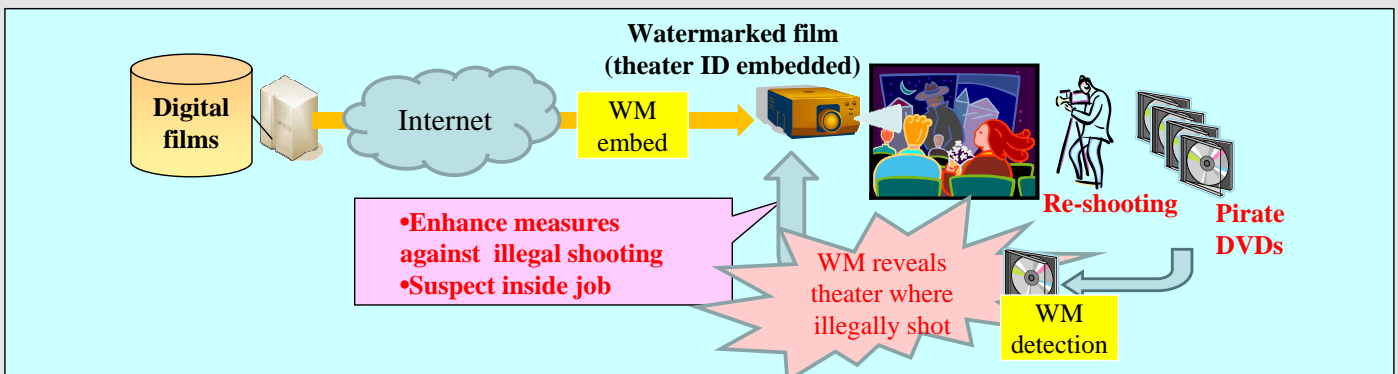 Watermarked film
(theater ID embedded)
Digital
films
Internet
WM
embed
Re-shooting
Pirate
DVDs
•Enhance measures
against illegal shooting
•Suspect inside job
WM reveals
theater where
illegally shot
WM
detection